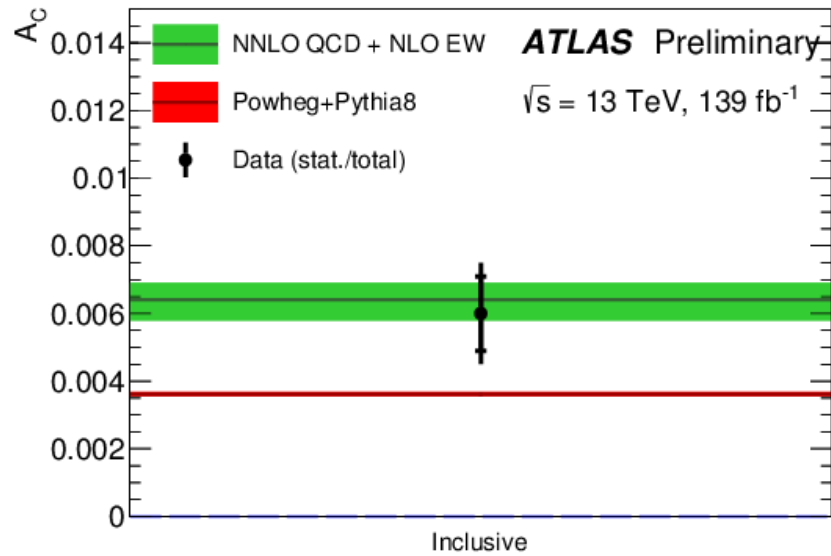 A_C
NNLO QCD + NLO EW
ATLAS Preliminary
Powheg+Pythia8
√s = 13 TeV, 139 fb⁻¹
Data (stat./total)
0.014
0.012
0.01
0.008
0.006
0.004
0.002
0
Inclusive